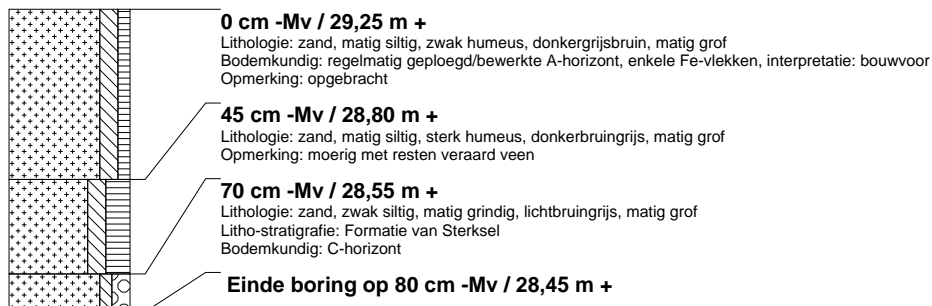 0 cm -Mv / 29,25 m +
Lithologie: zand, matig siltig, zwak humeus, donkergrijsbruin, matig grof
Bodemkundig: regelmatig geploegd/bewerkte A-horizont, enkele Fe-vlekken, interpretatie: bouwvoor
Opmerking: opgebracht
45 cm -Mv / 28,80 m +
Lithologie: zand, matig siltig, sterk humeus, donkerbruingrijs, matig grof
Opmerking: moerig met resten veraard veen
70 cm -Mv / 28,55 m +
Lithologie: zand, zwak siltig, matig grindig, lichtbruingrijs, matig grof
Litho-stratigrafie: Formatie van Sterksel
Bodemkundig: C-horizont
Einde boring op 80 cm -Mv / 28,45 m +